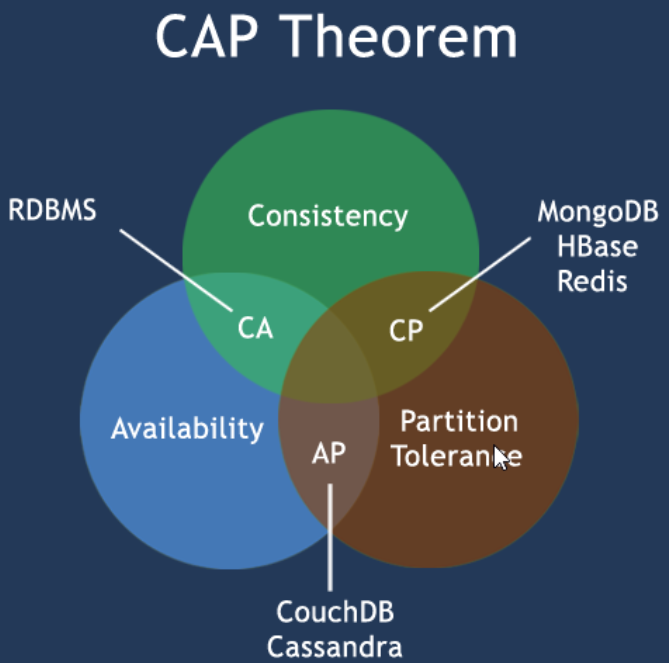 CAP Theorem
RDBMS
Consistency
MongoDB
HBase
Redis
CA
CP
Availability
Partition
Tolerance
AP
CouchDB
Cassandra